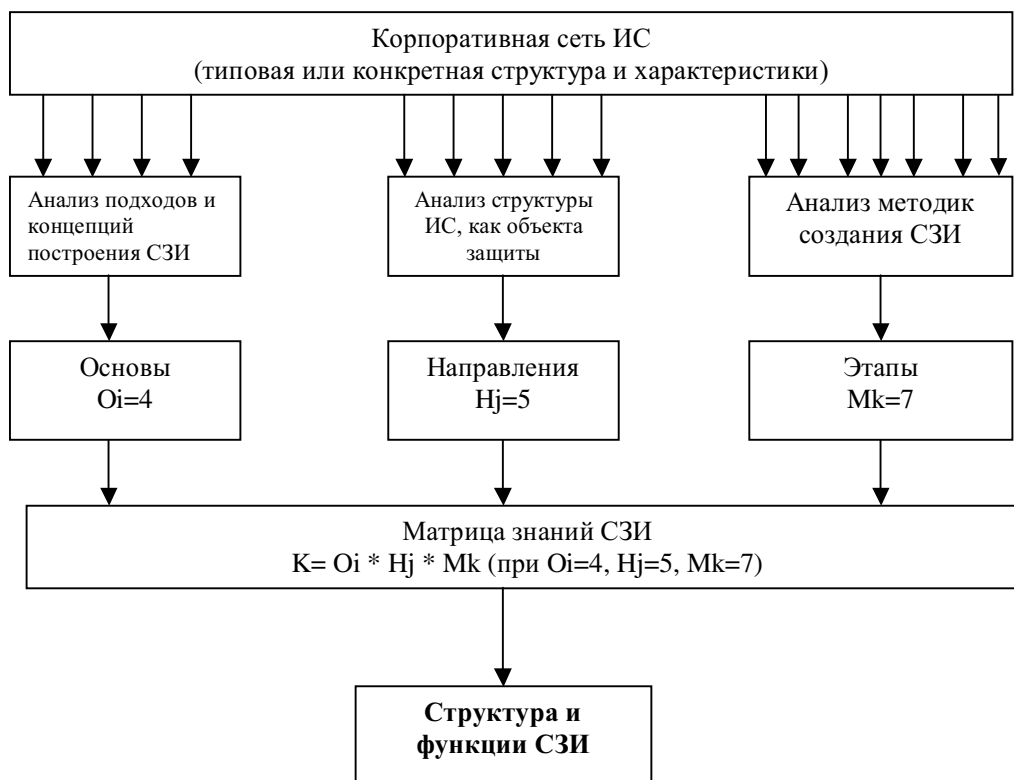 Корпоративная сеть ИС
(типовая или конкретная структура и характеристики)
Анализ подходов и
концепций
построения СЗИ
Анализ структуры
ИС, как объекта
защиты
Анализ методик
создания СЗИ
Основы
Oi=4
Направления
Hj=5
Этапы
Mk=7
Матрица знаний СЗИ
K= Oi * Hj * Mk (при Oi=4, Hj=5, Mk=7)
Структура и
функции СЗИ